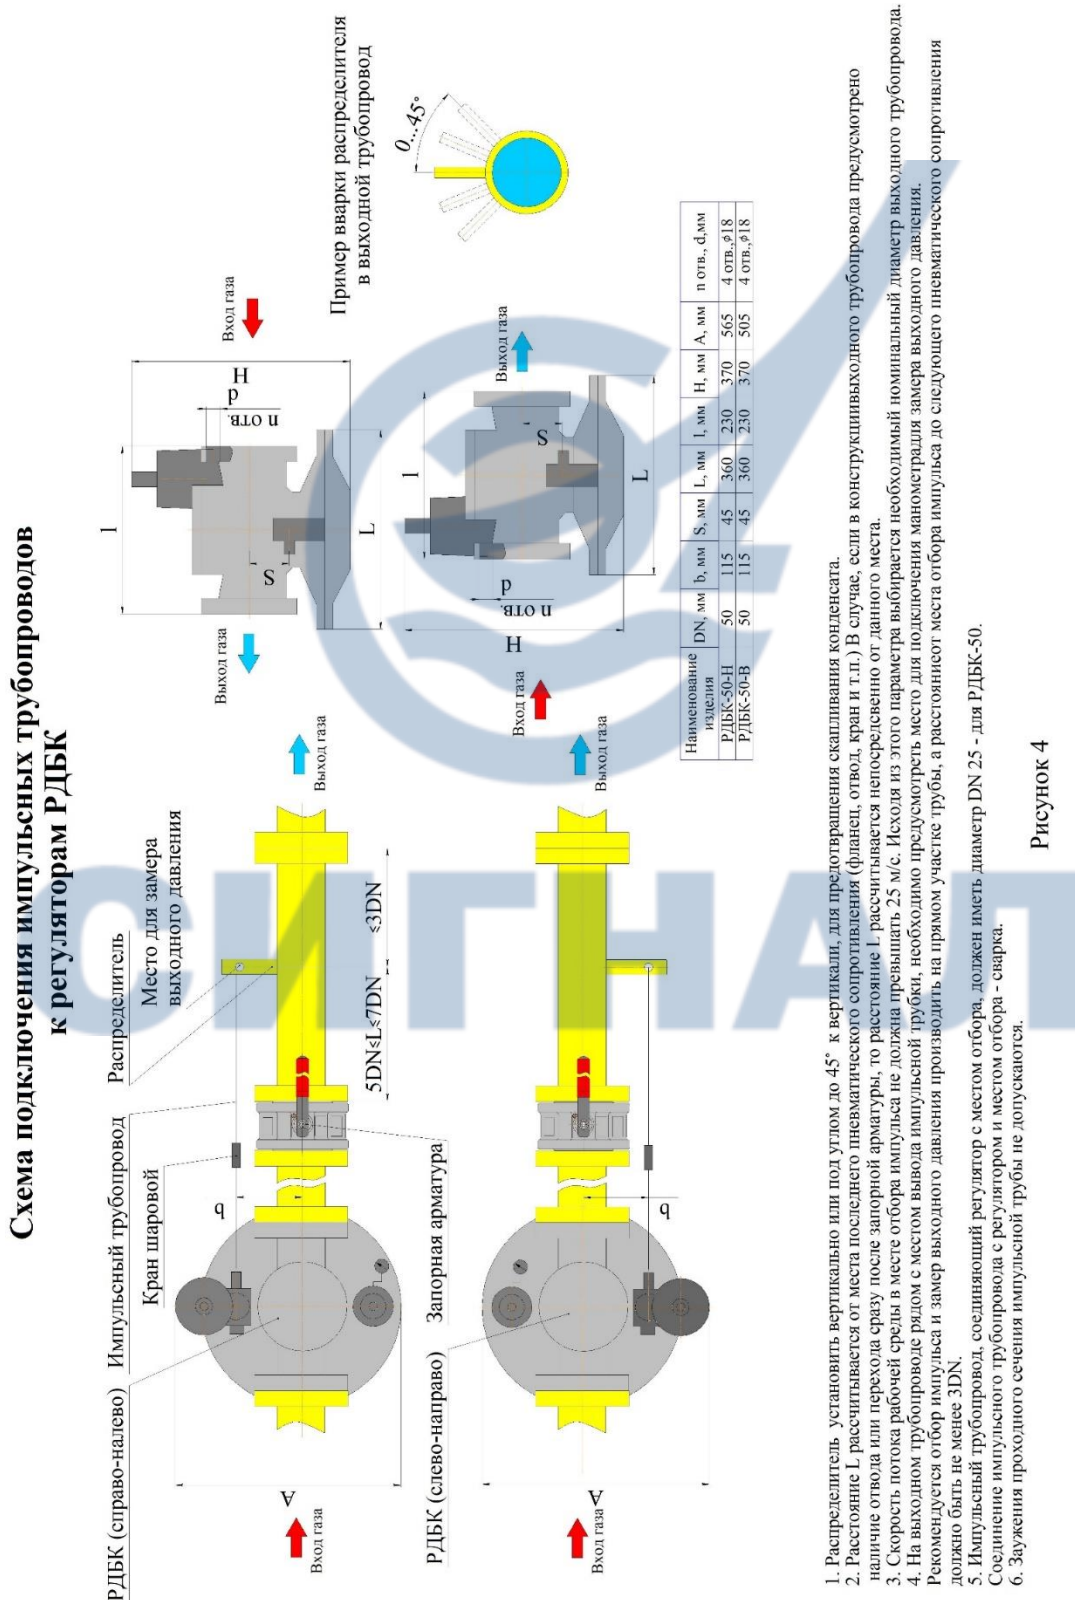 Схема подключения импульсных трубопроводов
к регуляторам РДБК
РДБК (справо-налево)
Импульсный трубопровод
Кран шаровой
Распределитель
Место для замера
выходного давления
b
A
Вход газа
5DN≤L≤7DN
≤3DN
Выход газа
Запорная арматура
РДБК (слево-направо)
b
A
Вход газа
Выход газа
l
Выход газа
S
d
n отв.
H
L
Вход газа
l
H
n отв.
d
S
L
Вход газа
Выход газа
Пример вварки распределителя
в выходной трубопровод
0...45°
Наименование изделия DN, мм b, мм S, мм L, мм l, мм H, мм A, мм n отв., d,мм
РДБК-50-Н 50 115 45 360 230 370 565 4 отв.,ϕ18
РДБК-50-В 50 115 45 360 230 370 505 4 отв.,ϕ18
1. Распределитель установить вертикально или под углом до 45° к вертикали, для предотвращения скапливания конденсата.
2. Расстояние L рассчитывается от места последнего пневматического сопротивления (фланец, отвод, кран и т.п.) В случае, если в конструкциивыходного трубопровода предусмотрено
наличие отвода или перехода сразу после запорной арматуры, то расстояние L рассчитывается непосредсвенно от данного места.
3. Скорость потока рабочей среды в месте отбора импульса не должна превышать 25 м/с. Исходя из этого параметра выбирается необходимый номинальный диаметр выходного трубопровода.
4. На выходном трубопроводе рядом с местом вывода импульсной трубки, необходимо предусмотреть место для подключения манометрадля замера выходного давления.
Рекомендуется отбор импульса и замер выходного давления производить на прямом участке трубы, а расстояниеот места отбора импульса до следующего пневматического сопротивления
должно быть не менее 3DN.
5. Импульсный трубопровод, соединяющий регулятор с местом отбора, должен иметь диаметр DN 25 - для РДБК-50.
Соединение импульсного трубопровода с регулятором и местом отбора - сварка.
6. Заужения проходного сечения импульсной трубы не допускаются.
Рисунок 4
СИГНАЛ